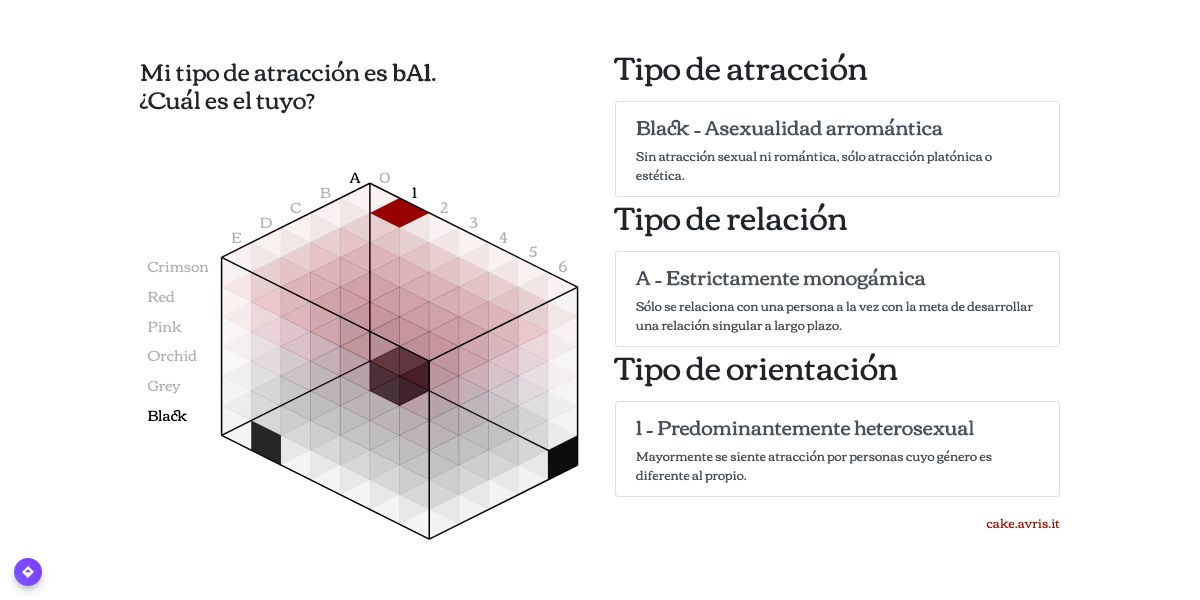 Mi tipo de atracción es bA1.
¿Cuál es el tuyo?
A O
B 1
C 2
D 3
E 4
5
6
Crimson
Red
Pink
Orchid
Grey
Black
Tipo de atracción
Black - Asexualidad arromántica
Sin atracción sexual ni romántica, sólo atracción platónica o
estética.
Tipo de relación
A - Estrictamente monogámica
Sólo se relaciona con una persona a la vez con la meta de desarrollar
una relación singular a largo plazo.
Tipo de orientación
1 - Predominantemente heterosexual
Mayormente se siente atracción por personas cuyo género es
diferente al propio.
cake.avris.it